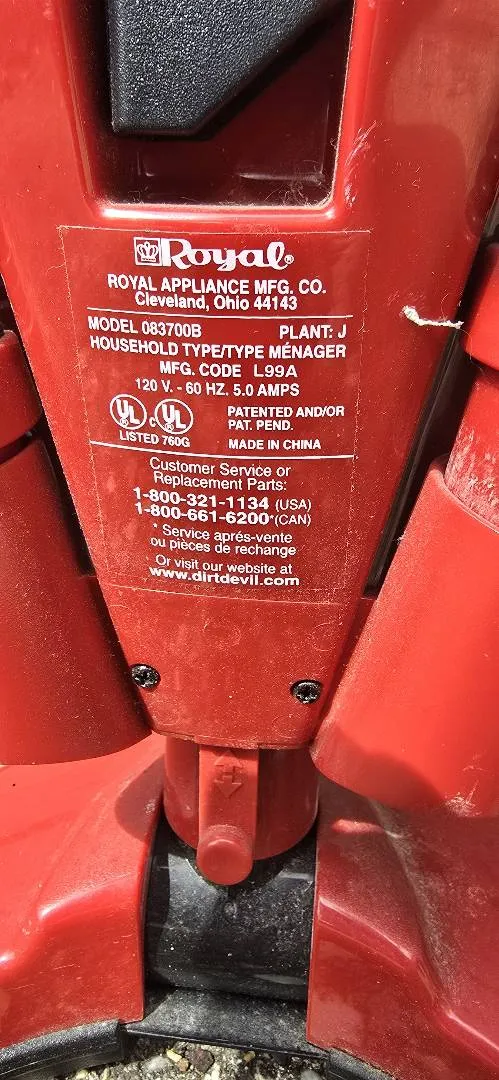 Royal®
ROYAL APPLIANCE MFG. CO.
Cleveland, Ohio 44143
MODEL 083700B PLANT: J
HOUSEHOLD TYPE/TYPE MÉNAGER
MFG. CODE L99A
120 V. - 60 HZ. 5.0 AMPS
UL c UL PATENTED AND/OR
PAT. PEND.
LISTED 760G MADE IN CHINA
Customer Service or
Replacement Parts:
1-800-321-1134 (USA)
1-800-661-6200*(CAN)
* Service aprés-vente
ou pièces de rechange
Or visit our website at
www.dirtdevil.com